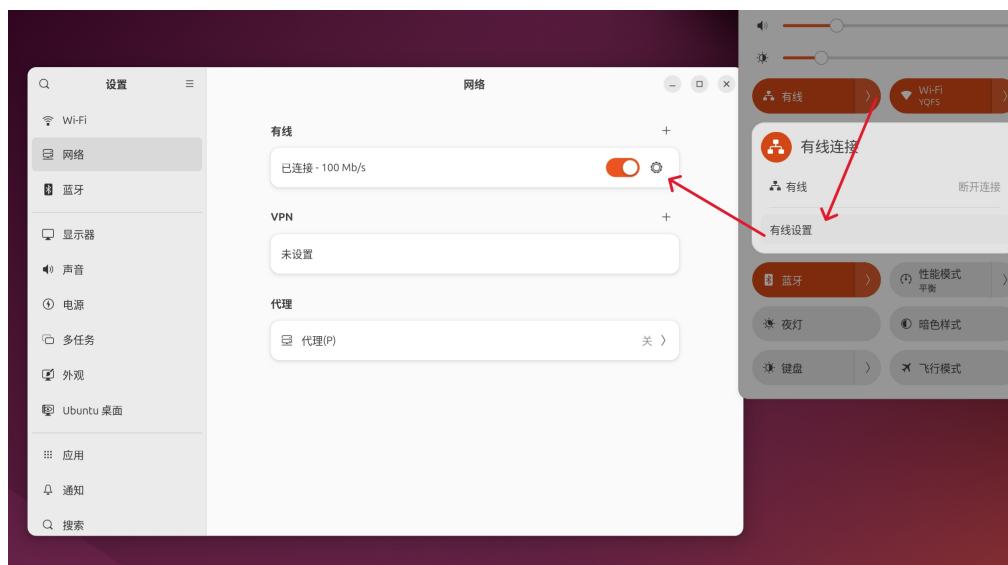 设置
Wi-Fi
网络
蓝牙
显示器
声音
电源
多任务
外观
Ubuntu 桌面
应用
通知
搜索
网络
有线
已连接 - 100 Mb/s
VPN
未设置
代理
代理(P)
关
有线
Wi-Fi
YQFS
有线连接
有线
断开连接
有线设置
蓝牙
性能模式
平衡
夜灯
暗色样式
键盘
飞行模式